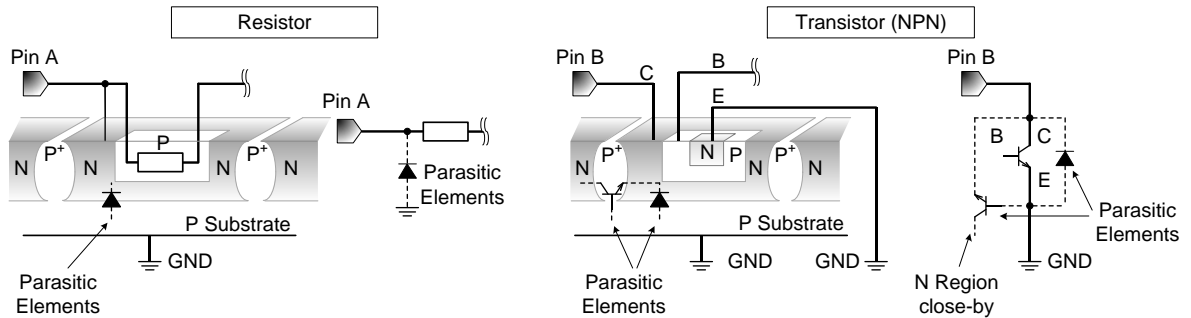 Resistor
Transistor (NPN)
Pin A
Pin A
N
P+
N
P
N
P+
N
Parasitic
Elements
P Substrate
GND
Parasitic
Elements
Pin B
C
B
E
N
P+
N
N
P
N
P+
N
P Substrate
GND
GND
Parasitic
Elements
Pin B
B
C
E
Parasitic
Elements
GND
N Region
close-by